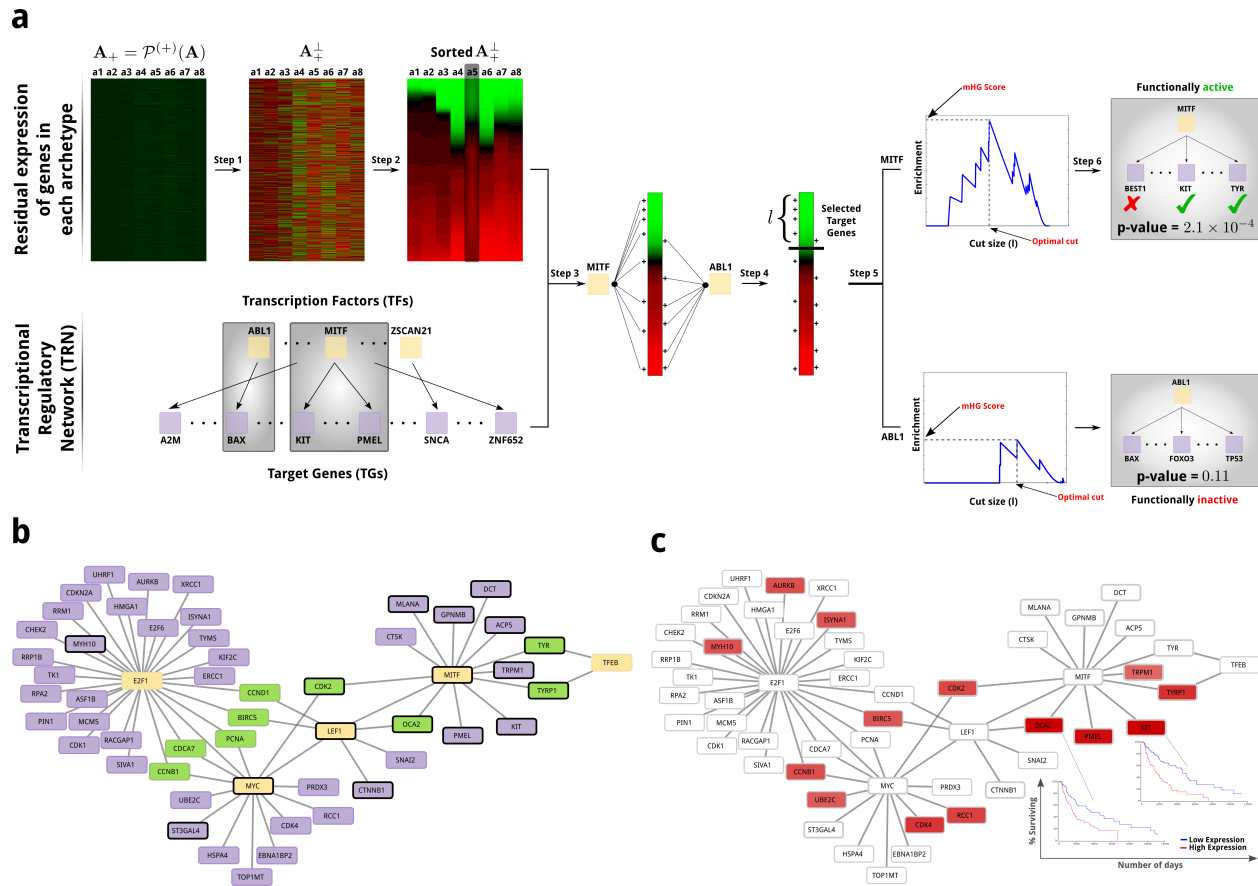 a
A₊ = 𝒫⁽⁺⁾(A)
a1 a2 a3 a4 a5 a6 a7 a8
A₊^⊥
a1 a2 a3 a4 a5 a6 a7 a8
Sorted A₊^⊥
a1 a2 a3 a4 a5 a6 a7 a8
Residual expression
of genes in
each archetype
Step 1
Step 2
Step 3
MITF
ABL1
Step 4
l
Selected
Target
Genes
Step 5
MITF
Enrichment
mHG Score
Cut size (l)
Optimal cut
Step 6
Functionally active
MITF
BEST1
KIT
TYR
p-value = 2.1 × 10⁻⁴
Transcriptional
Regulatory
Network (TRN)
Transcription Factors (TFs)
ABL1
MITF
ZSCAN21
A2M
BAX
KIT
PMEL
SNCA
ZNF652
Target Genes (TGs)
ABL1
Enrichment
mHG Score
Cut size (l)
Optimal cut
ABL1
BAX
FOXO3
TP53
p-value = 0.11
Functionally inactive
b
UHRF1
AURKB
XRCC1
CDKN2A
HMGA1
RRM1
ISYNA1
E2F6
CHEK2
MYH10
TYMS
RRP1B
KIF2C
TK1
E2F1
ERCC1
RPA2
ASF1B
CCND1
PIN1
MCM5
BIRC5
CDK1
RACGAP1
PCNA
CDCA7
SIVA1
CCNB1
DCT
MLANA
GPNMB
ACP5
CTSK
TYR
TFEB
TRPM1
MITF
CDK2
TYRP1
OCA2
KIT
LEF1
PMEL
SNAI2
MYC
PRDX3
CTNNB1
UBE2C
RCC1
ST3GAL4
CDK4
HSPA4
EBNA1BP2
TOP1MT
c
UHRF1
AURKB
XRCC1
CDKN2A
HMGA1
RRM1
ISYNA1
E2F6
CHEK2
MYH10
TYMS
RRP1B
KIF2C
TK1
E2F1
ERCC1
RPA2
ASF1B
CCND1
PIN1
MCM5
BIRC5
CDK1
RACGAP1
PCNA
CDCA7
SIVA1
CCNB1
DCT
MLANA
GPNMB
ACP5
CTSK
TYR
TFEB
TRPM1
MITF
CDK2
TYRP1
OCA2
KIT
LEF1
PMEL
SNAI2
MYC
PRDX3
CTNNB1
UBE2C
RCC1
ST3GAL4
CDK4
HSPA4
EBNA1BP2
TOP1MT
% Surviving
Low Expression
High Expression
Number of days